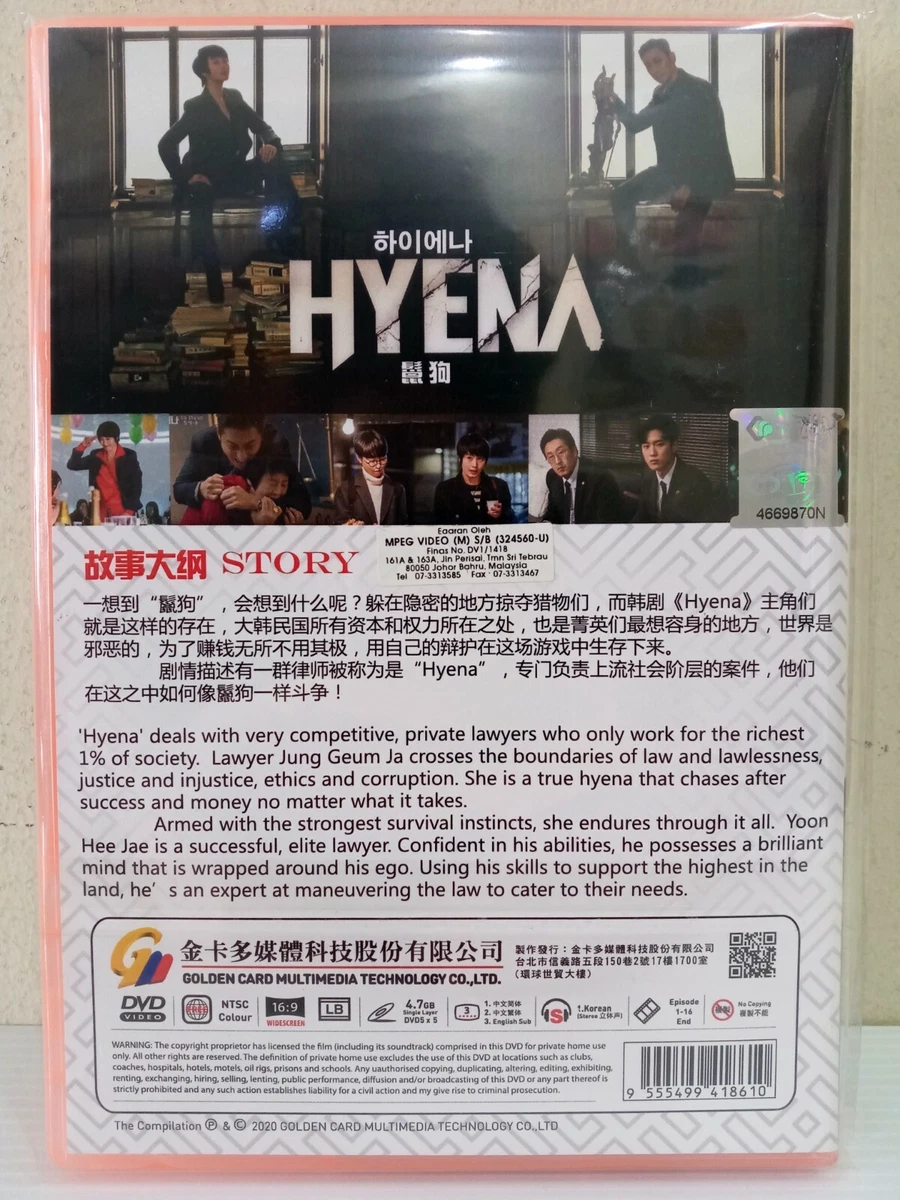 하이에나
HYENA
鬣狗
4669870N
Edaran Oleh
MPEG VIDEO (M) S/B (324560-U)
Finas No. DV1/1418
161A & 163A, Jln Perisai, Tmn Sri Tebrau
80050 Johor Bahru, Malaysia
Tel 07-3313585 Fax 07-3313467
故事大纲 STORY
一想到“鬣狗”，会想到什么呢？躲在隐密的地方掠夺猎物们，而韩剧《Hyena》主角们
就是这样的存在，大韩民国所有资本和权力所在之处，也是菁英们最想容身的地方，世界是
邪恶的，为了赚钱无所不用其极，用自己的辩护在这场游戏中生存下来。
剧情描述有一群律师被称为是“Hyena”，专门负责上流社会阶层的案件，他们
在这之中如何像鬣狗一样斗争！
'Hyena' deals with very competitive, private lawyers who only work for the richest
1% of society. Lawyer Jung Geum Ja crosses the boundaries of law and lawlessness,
justice and injustice, ethics and corruption. She is a true hyena that chases after
success and money no matter what it takes.
Armed with the strongest survival instincts, she endures through it all. Yoon
Hee Jae is a successful, elite lawyer. Confident in his abilities, he possesses a brilliant
mind that is wrapped around his ego. Using his skills to support the highest in the
land, he’s an expert at maneuvering the law to cater to their needs.
金卡多媒體科技股份有限公司
GOLDEN CARD MULTIMEDIA TECHNOLOGY CO.,LTD.
製作發行：金卡多媒體科技股份有限公司
台北市信義路五段150巷2號17樓1700室
（環球世貿大樓）
DVD
VIDEO
FREE
NTSC
Colour
16:9
WIDESCREEN
LB
4.7GB
Single Layer
DVD5 x 5
3
1. 中文简体
2. 中文繁体
3. English Sub
S
1.Korean
(Stereo 立体声)
Episode
1-16
End
複製
No Copying
複製不能
WARNING: The copyright proprietor has licensed the film (including its soundtrack) comprised in this DVD for private home use
only. All other rights are reserved. The definition of private home use excludes the use of this DVD at locations such as clubs,
coaches, hospitals, hotels, motels, oil rigs, prisons and schools. Any usauthorised copying, duplicating, altering, editing, exhibiting,
renting, exchanging, hiring, selling, lenting, public performance, diffusion and/or broadcasting of this DVD or any part thereof is
strictly prohibited and any such action establishes liability for a civil action and my give rise to criminal prosecution.
9 555499 418610
The Compilation ℗ & © 2020 GOLDEN CARD MULTIMEDIA TECHNOLOGY CO.,LTD